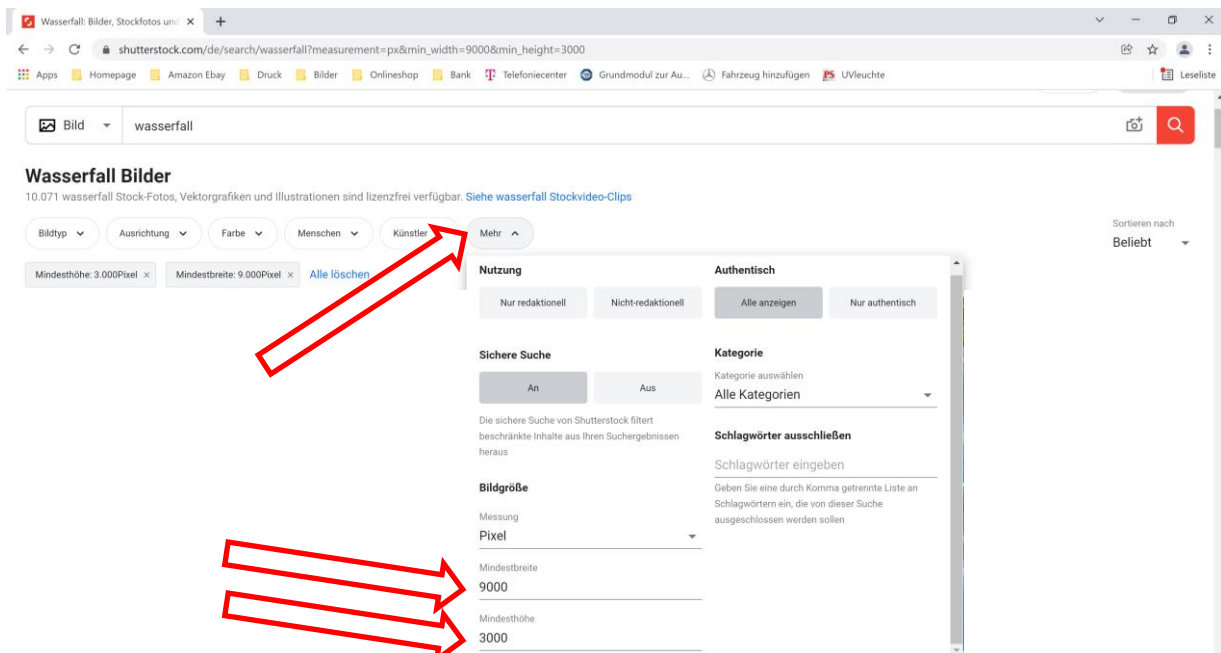 Wasserfall: Bilder, Stockfotos und
shutterstock.com/de/search/wasserfall?measurement=px&min_width=9000&min_height=3000
Apps Homepage Amazon Ebay Druck Bilder Onlineshop Bank Telefoniecenter Grundmodul zur Au... Fahrzeug hinzufügen PS UVleuchte Leseliste
Bild wasserfall
Wasserfall Bilder
10.071 wasserfall Stock-Fotos, Vektorgrafiken und Illustrationen sind lizenzfrei verfügbar. Siehe wasserfall Stockvideo-Clips
Bildtyp Ausrichtung Farbe Menschen Künstler Mehr
Sortieren nach
Beliebt
Mindesthöhe: 3.000Pixel × Mindestbreite: 9.000Pixel × Alle löschen
Nutzung
Nur redaktionell Nicht-redaktionell
Sichere Suche
An Aus
Die sichere Suche von Shutterstock filtert
beschränkte Inhalte aus Ihren Suchergebnissen
heraus
Bildgröße
Messung
Pixel
Mindestbreite
9000
Mindesthöhe
3000
Authentisch
Alle anzeigen Nur authentisch
Kategorie
Kategorie auswählen
Alle Kategorien
Schlagwörter ausschließen
Schlagwörter eingeben
Geben Sie eine durch Komma getrennte Liste an
Schlagwörtern ein, die von dieser Suche
ausgeschlossen werden sollen